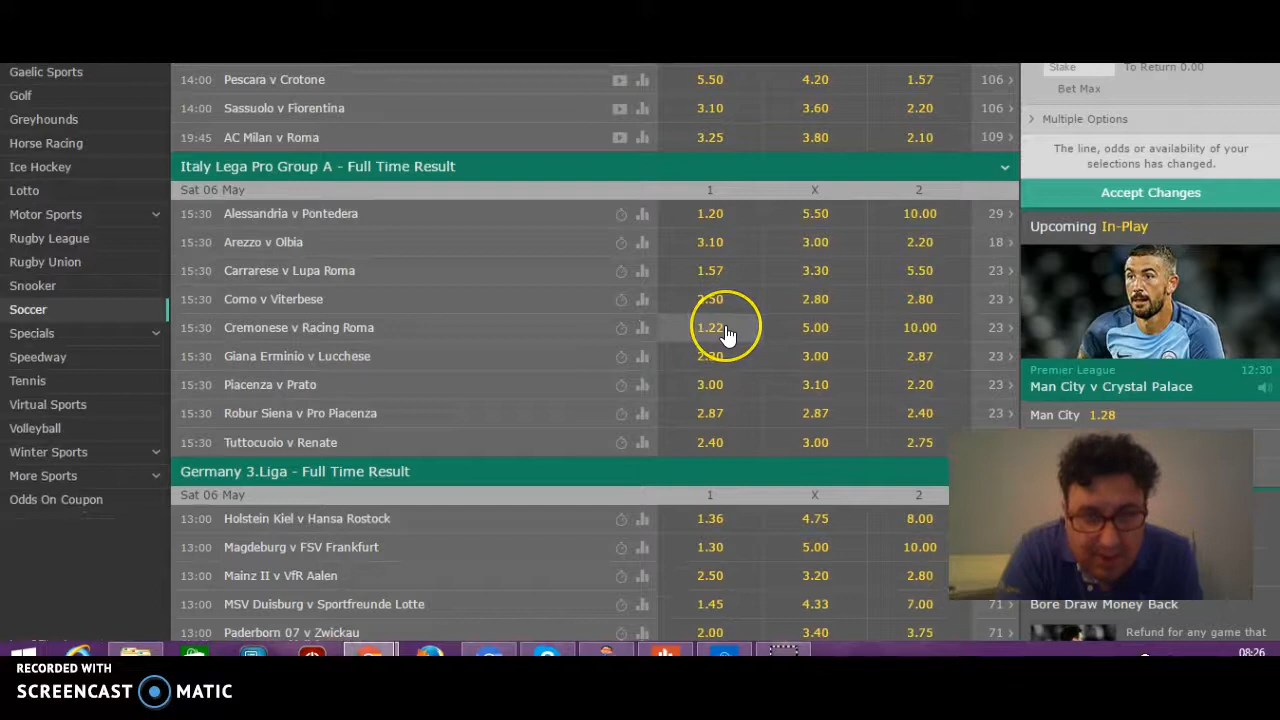 Gaelic Sports
Golf
Greyhounds
Horse Racing
Ice Hockey
Lotto
Motor Sports
Rugby League
Rugby Union
Snooker
Soccer
Specials
Speedway
Tennis
Virtual Sports
Volleyball
Winter Sports
More Sports
Odds On Coupon
14:00 Pescara v Crotone 5.50 4.20 1.57 106
14:00 Sassuolo v Fiorentina 3.10 3.60 2.20 106
19:45 AC Milan v Roma 3.25 3.80 2.10 109
Italy Lega Pro Group A - Full Time Result
Sat 06 May 1 X 2
15:30 Alessandria v Pontedera 1.20 5.50 10.00 29
15:30 Arezzo v Olbia 3.10 3.00 2.20 18
15:30 Carrarese v Lupa Roma 1.57 3.30 5.50 23
15:30 Como v Viterbese 2.50 2.80 2.80 23
15:30 Cremonese v Racing Roma 1.22 5.00 10.00 23
15:30 Giana Erminio v Lucchese 3.00 2.87 23
15:30 Piacenza v Prato 3.00 3.10 2.20 23
15:30 Robur Siena v Pro Piacenza 2.87 2.87 2.40 23
15:30 Tuttocuoio v Renate 2.40 3.00 2.75
Germany 3.Liga - Full Time Result
Sat 06 May 1 X 2
13:00 Holstein Kiel v Hansa Rostock 1.36 4.75 8.00
13:00 Magdeburg v FSV Frankfurt 1.30 5.00 10.00
13:00 Mainz II v VfR Aalen 2.50 3.20 2.80
13:00 MSV Duisburg v Sportfreunde Lotte 1.45 4.33 7.00 71
13:00 Paderborn 07 v Zwickau 2.00 3.40 3.75 71
Stake To Return 0.00
Bet Max
Multiple Options
The line, odds or availability of your
selections has changed.
Accept Changes
Upcoming In-Play
Premier League 12:30
Man City v Crystal Palace
Man City 1.28
Bore Draw Money Back
Refund for any game that
08:26
RECORDED WITH
SCREENCAST MATIC